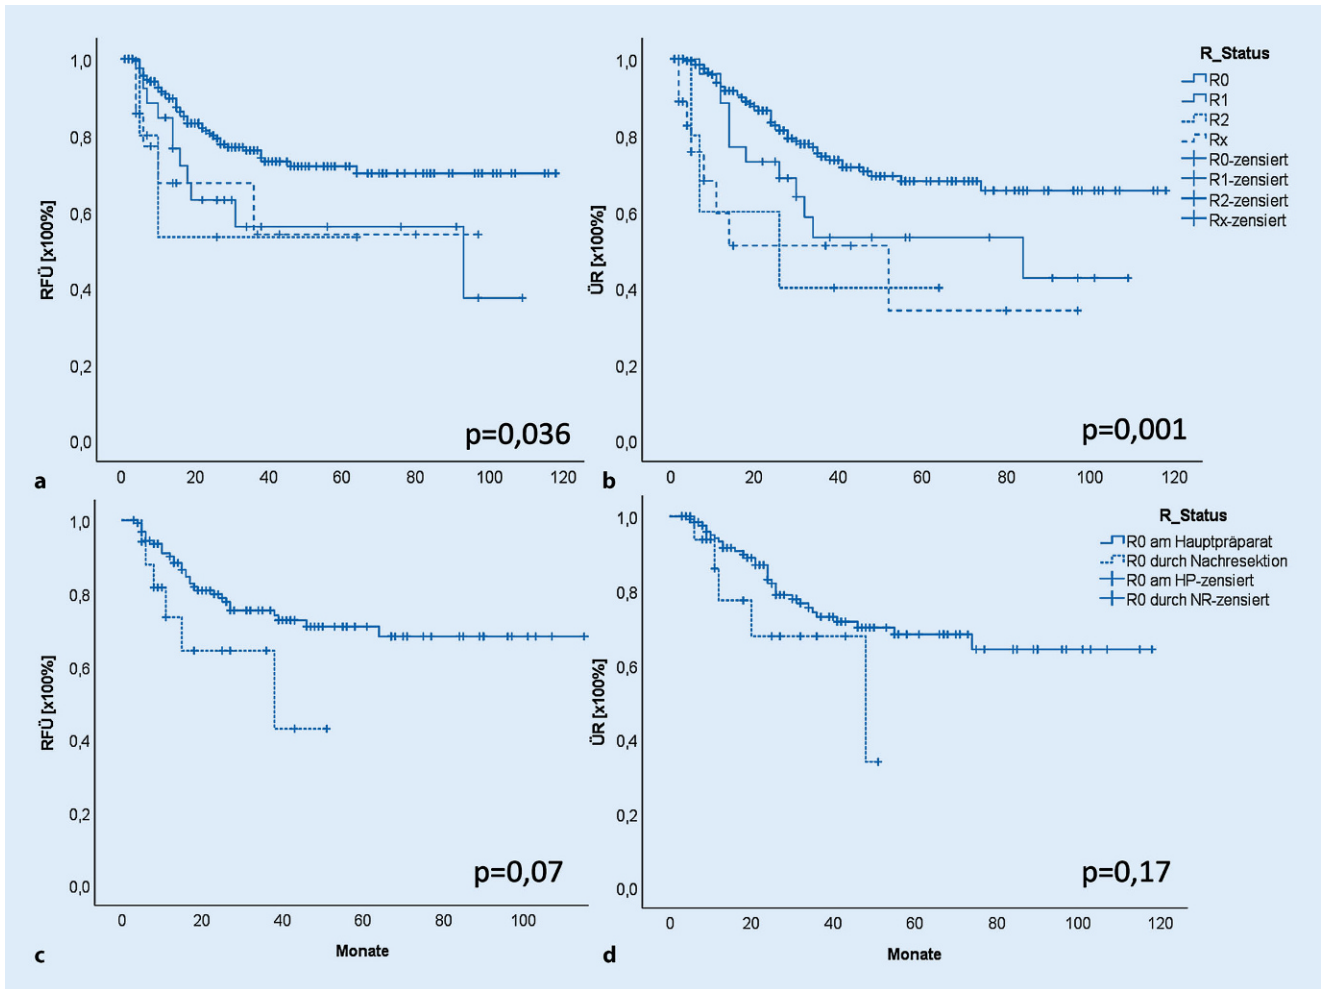 R_Status
R0
R1
R2
Rx
R0-zensiert
R1-zensiert
R2-zensiert
Rx-zensiert
1,0
0,8
0,6
0,4
0,2
0,0
RFÜ [x100%]
p=0,036
0 20 40 60 80 100 120
a
1,0
0,8
0,6
0,4
0,2
0,0
ÜR [x100%]
p=0,001
0 20 40 60 80 100 120
b
1,0
0,8
0,6
0,4
0,2
0,0
RFÜ [x100%]
p=0,07
0 20 40 60 80 100
Monate
c
R_Status
R0 am Hauptpräparat
R0 durch Nachresektion
R0 am HP-zensiert
R0 durch NR-zensiert
1,0
0,8
0,6
0,4
0,2
0,0
ÜR [x100%]
p=0,17
0 20 40 60 80 100 120
Monate
d